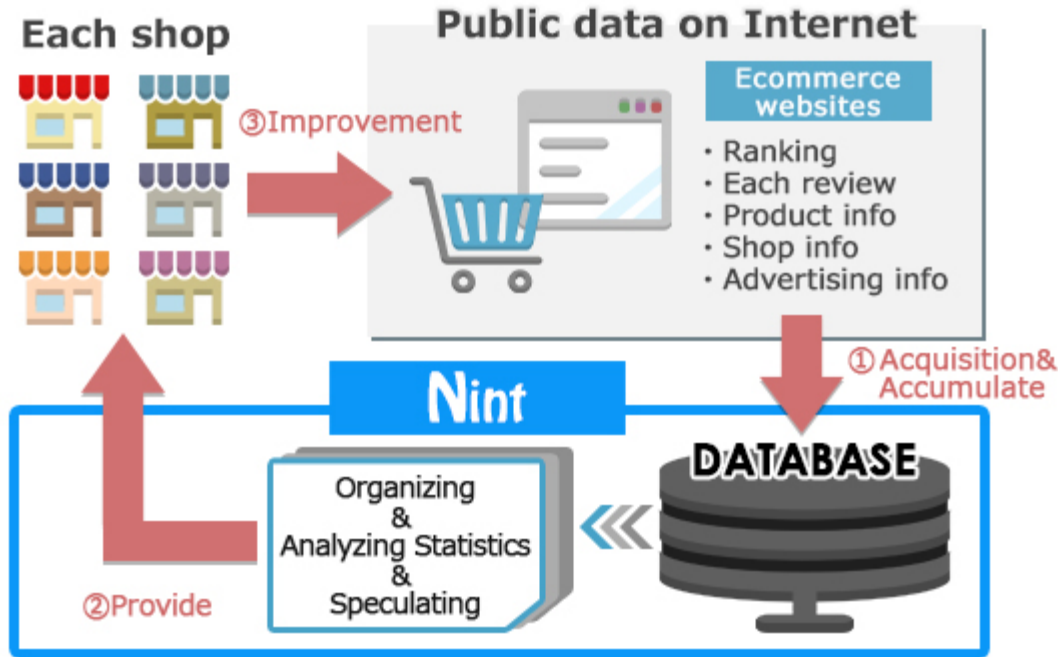 Each shop
Public data on Internet
Ecommerce
websites
・Ranking
・Each review
・Product info
・Shop info
・Advertising info
③Improvement
①Acquisition&
Accumulate
Nint
DATABASE
Organizing
&
Analyzing Statistics
&
Speculating
②Provide